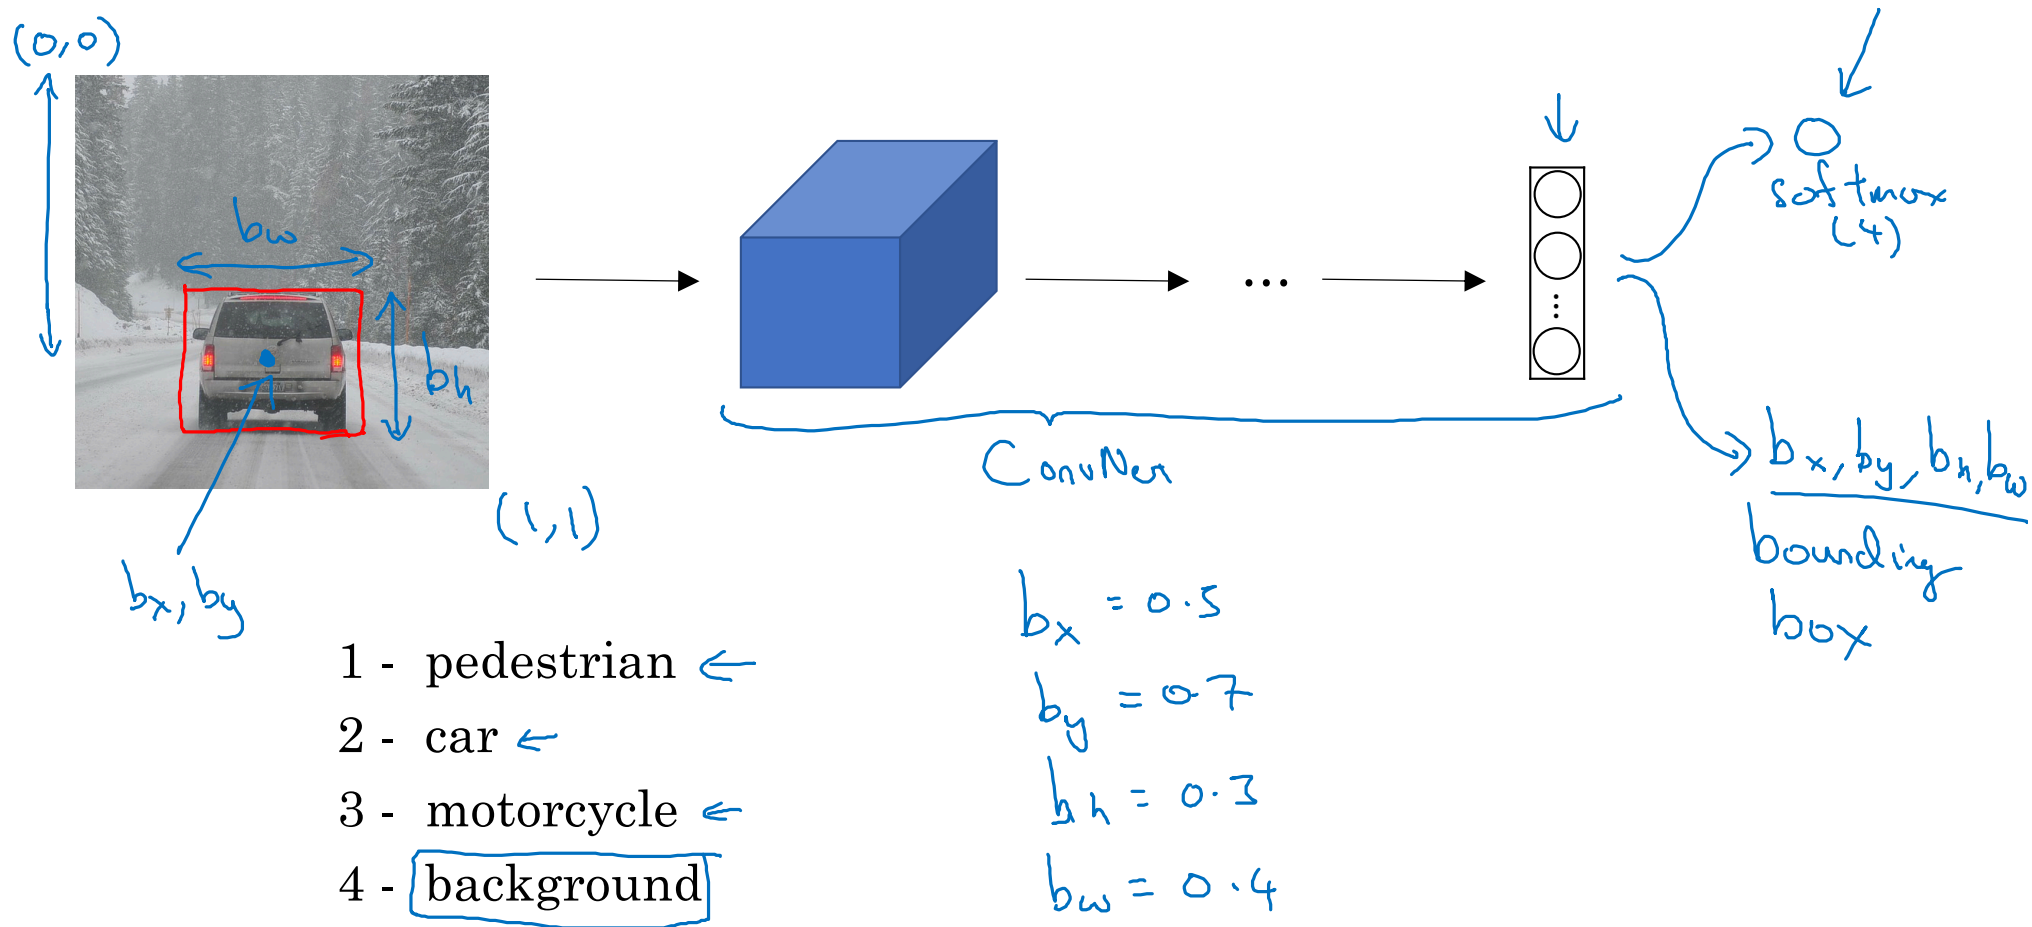 (0,0)
bw
bh
(1,1)
bx, by
...
ConvNet
softmax
(4)
bx, by, bh, bw
bounding
box
1 - pedestrian
2 - car
3 - motorcycle
4 - background
bx = 0.5
by = 0.7
bh = 0.3
bw = 0.4